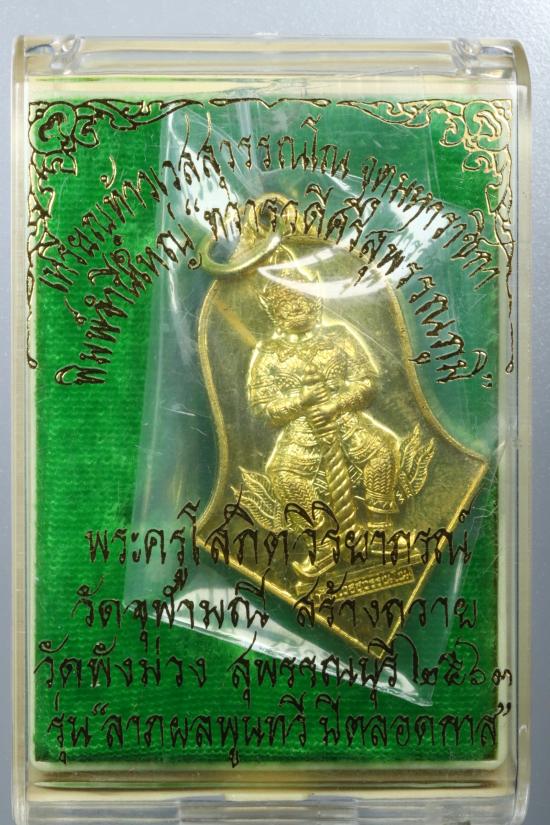 เหรียญท้าวเวสสุวรรณโณ จุตมหาราชิกา
พิมพ์จำปีใหญ่ "ทวารวดีศรีสุพรรณภูมิ"
พระครูโสภิตวิริยาภรณ์
วัดจุฬามณี สร้างถวาย
วัดพังม่วง สุพรรณบุรี ๒๕๖๓
รุ่น "ลาภผลพูนทวี ปีตลอดกาล"